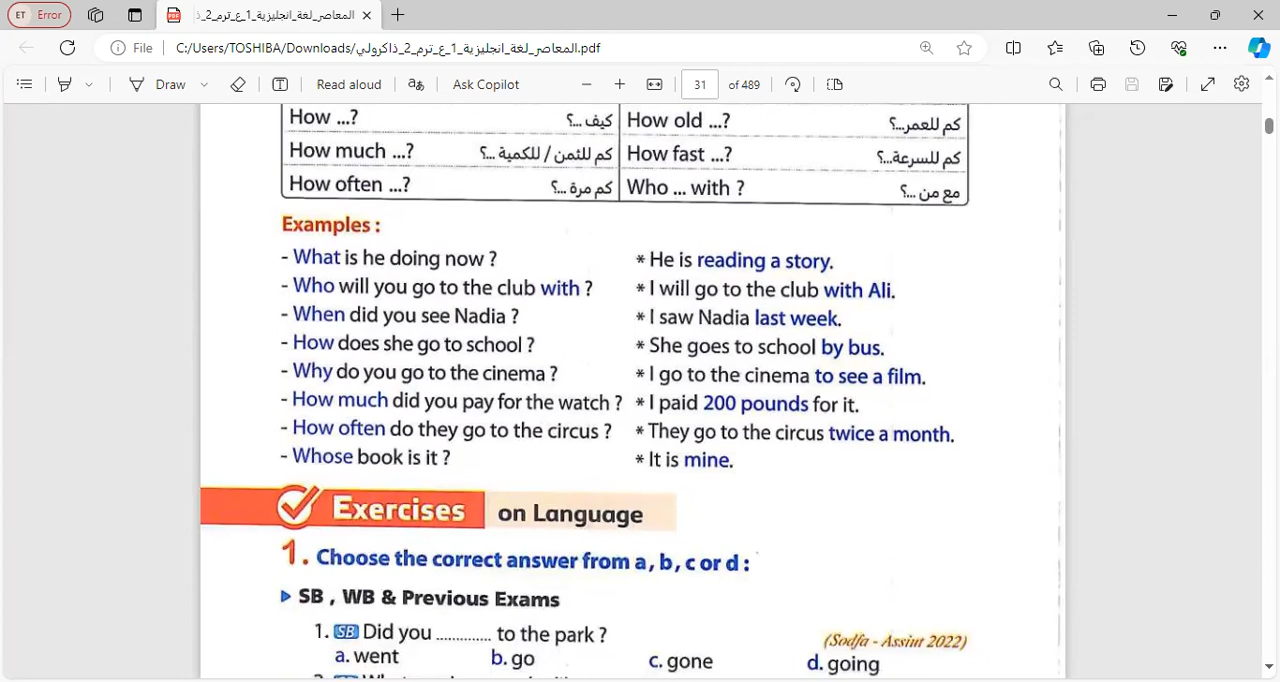 ET Error
المعاصر_لغة_انجليزية_1_ع_ترم_2_ذ
File C:/Users/TOSHIBA/Downloads/المعاصر_لغة_انجليزية_1_ع_ترم_2_ذاكرولي.pdf
Draw Read aloud Ask Copilot 31 of 489
How ...? كيف ...؟ How old ...? كم للعمر...؟
How much ...? كم للثمن / للكمية ...؟ How fast ...? كم للسرعة...؟
How often ...? كم مرة ...؟ Who ... with ? مع من ...؟
Examples :
- What is he doing now ? * He is reading a story.
- Who will you go to the club with ? * I will go to the club with Ali.
- When did you see Nadia ? * I saw Nadia last week.
- How does she go to school ? * She goes to school by bus.
- Why do you go to the cinema ? * I go to the cinema to see a film.
- How much did you pay for the watch ? * I paid 200 pounds for it.
- How often do they go to the circus ? * They go to the circus twice a month.
- Whose book is it ? * It is mine.
Exercises on Language
1. Choose the correct answer from a, b, c or d :
SB , WB & Previous Exams
1. SB Did you ............. to the park ? (Sodfa - Assiut 2022)
a. went b. go c. gone d. going